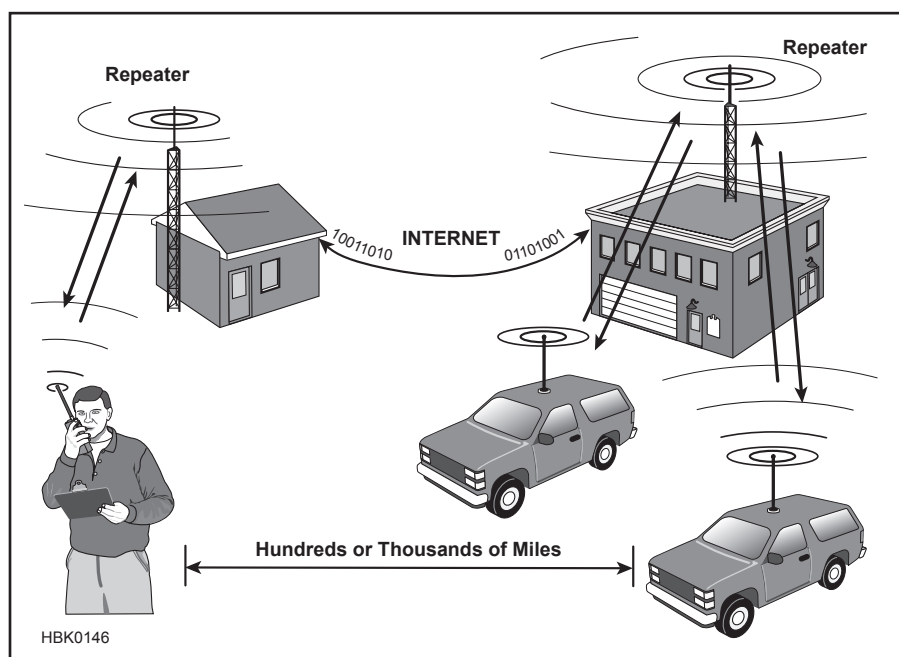 Repeater
Repeater
10011010
INTERNET
01101001
Hundreds or Thousands of Miles
HBK0146